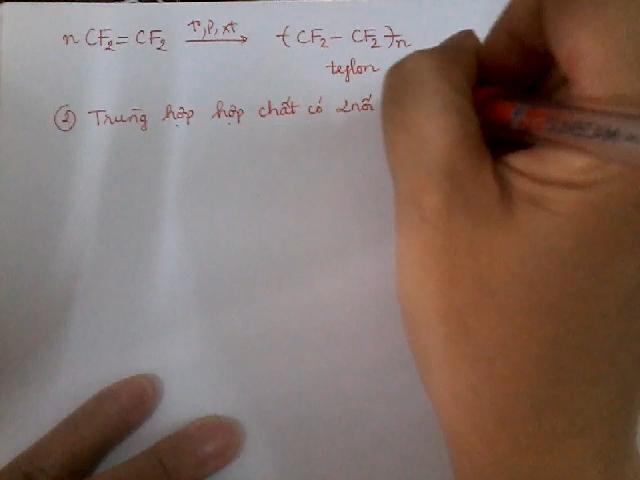 n CF₂ = CF₂ →(t°, P, xt) -(CF₂ - CF₂)-n
teflon
② Trùng hợp hợp chất có 2 nối